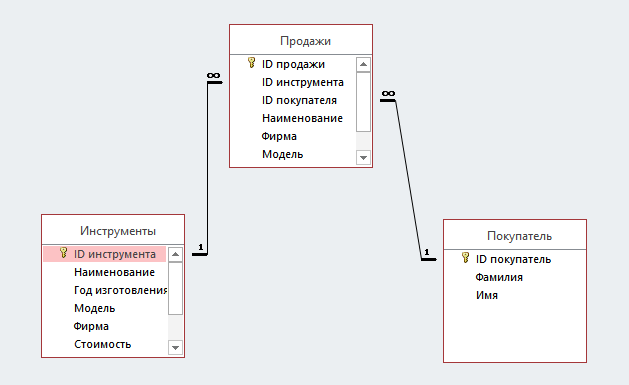 Продажи
ID продажи
ID инструмента
ID покупателя
Наименование
Фирма
Модель
∞
∞
1
1
Инструменты
ID инструмента
Наименование
Год изготовления
Модель
Фирма
Стоимость
Покупатель
ID покупатель
Фамилия
Имя